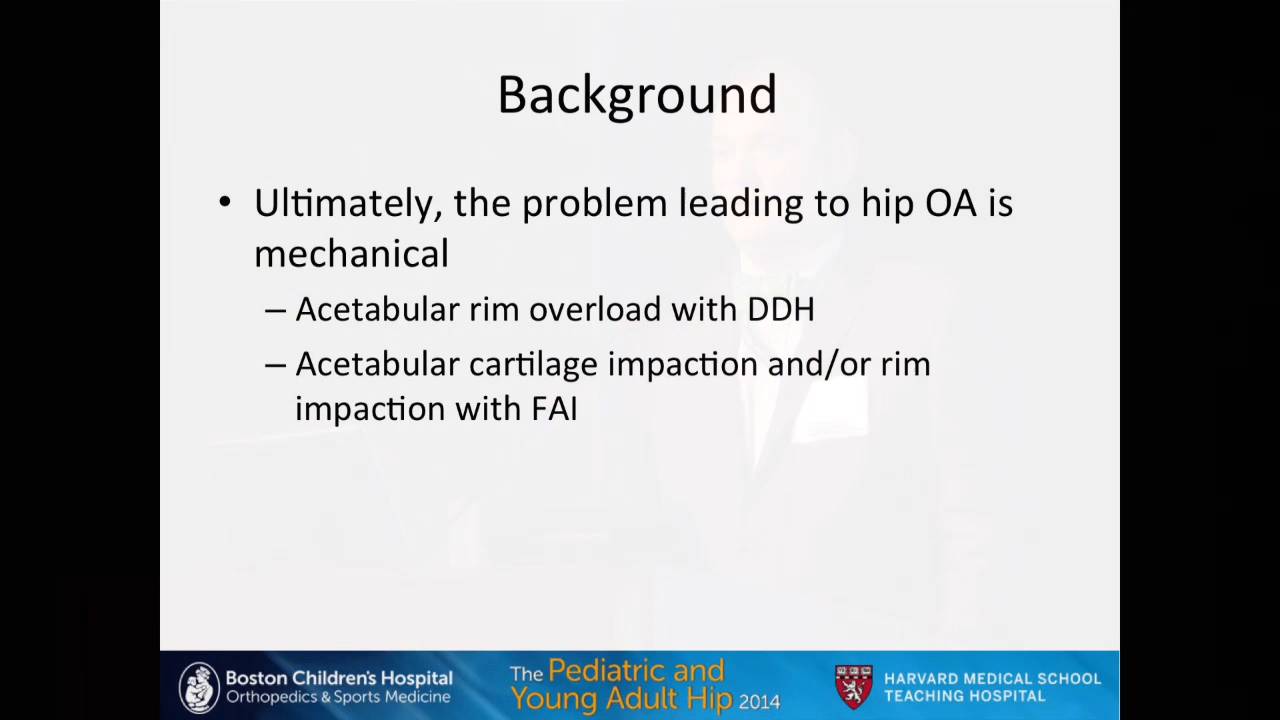 Background
• Ultimately, the problem leading to hip OA is
mechanical
– Acetabular rim overload with DDH
– Acetabular cartilage impaction and/or rim
impaction with FAI
Boston Children's Hospital
Orthopedics & Sports Medicine
The Pediatric and
Young Adult Hip 2014
HARVARD MEDICAL SCHOOL
TEACHING HOSPITAL